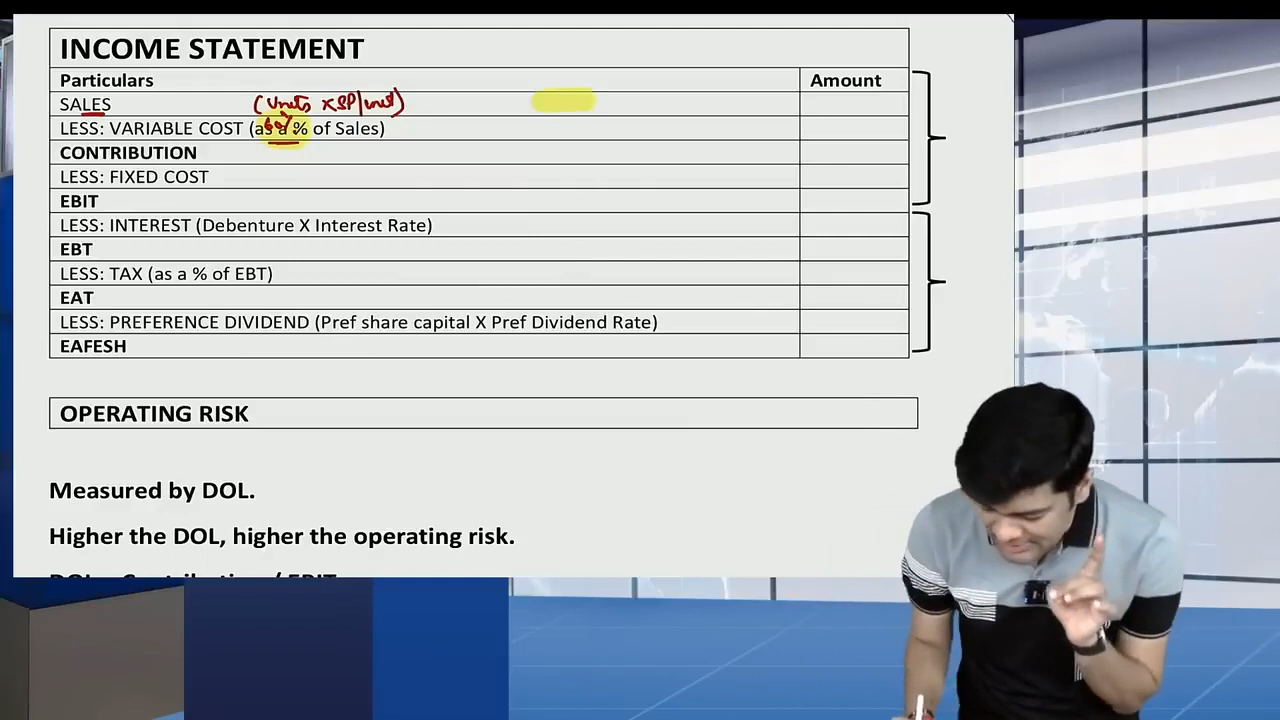 INCOME STATEMENT
Particulars Amount
SALES (Units x SP/unit)
LESS: VARIABLE COST (as a % of Sales)
CONTRIBUTION
LESS: FIXED COST
EBIT
LESS: INTEREST (Debenture X Interest Rate)
EBT
LESS: TAX (as a % of EBT)
EAT
LESS: PREFERENCE DIVIDEND (Pref share capital X Pref Dividend Rate)
EAFESH
OPERATING RISK
Measured by DOL.
Higher the DOL, higher the operating risk.